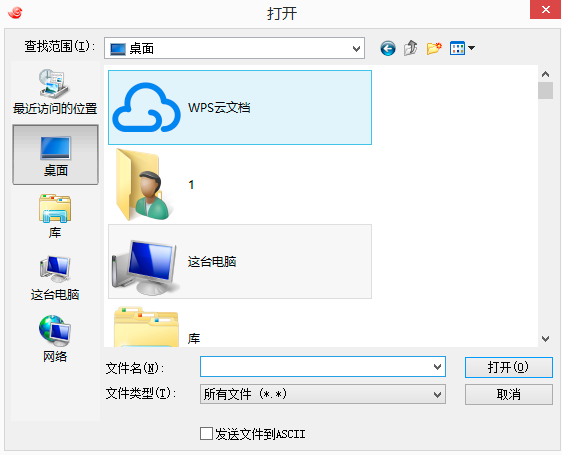 打开
查找范围(I):
桌面
最近访问的位置
桌面
库
这台电脑
网络
WPS云文档
1
这台电脑
库
文件名(N):
打开(O)
文件类型(T):
所有文件 (*.*)
取消
发送文件到ASCII